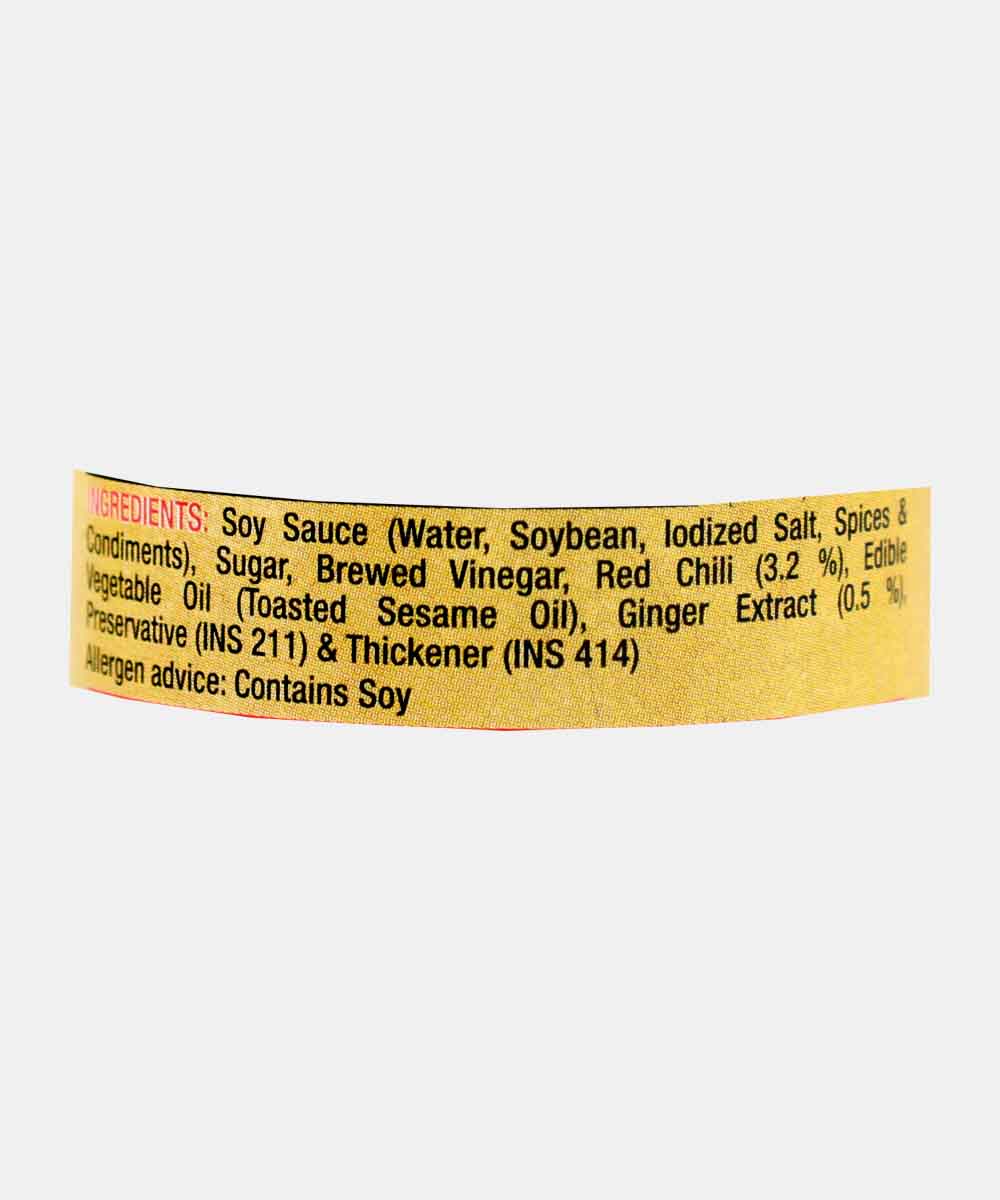 INGREDIENTS: Soy Sauce (Water, Soybean, Iodized Salt, Spices &
Condiments), Sugar, Brewed Vinegar, Red Chili (3.2 %), Edible
Vegetable Oil (Toasted Sesame Oil), Ginger Extract (0.5 %),
Preservative (INS 211) & Thickener (INS 414)
Allergen advice: Contains Soy